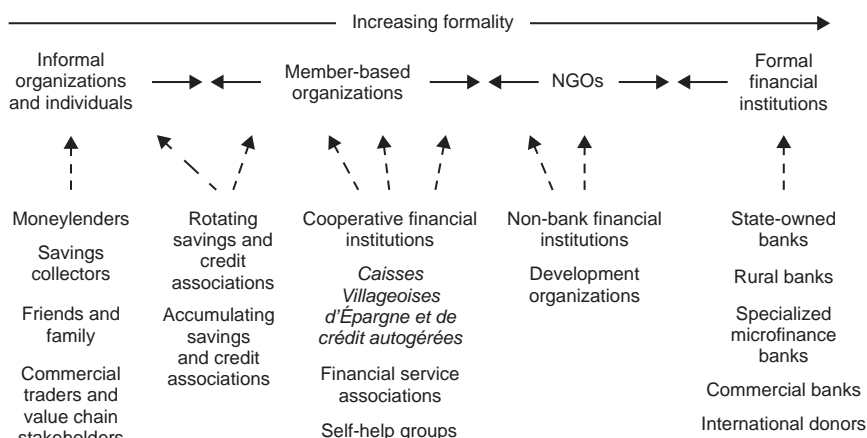 Increasing formality
Informal
organizations
and individuals
Member-based
organizations
NGOs
Formal
financial
institutions
Moneylenders
Savings
collectors
Friends and
family
Commercial
traders and
value chain
stakeholders
Rotating
savings and
credit
associations
Accumulating
savings
and credit
associations
Cooperative financial
institutions
Caisses
Villageoises
d'Épargne et de
crédit autogérées
Financial service
associations
Self-help groups
Non-bank financial
institutions
Development
organizations
State-owned
banks
Rural banks
Specialized
microfinance
banks
Commercial banks
International donors